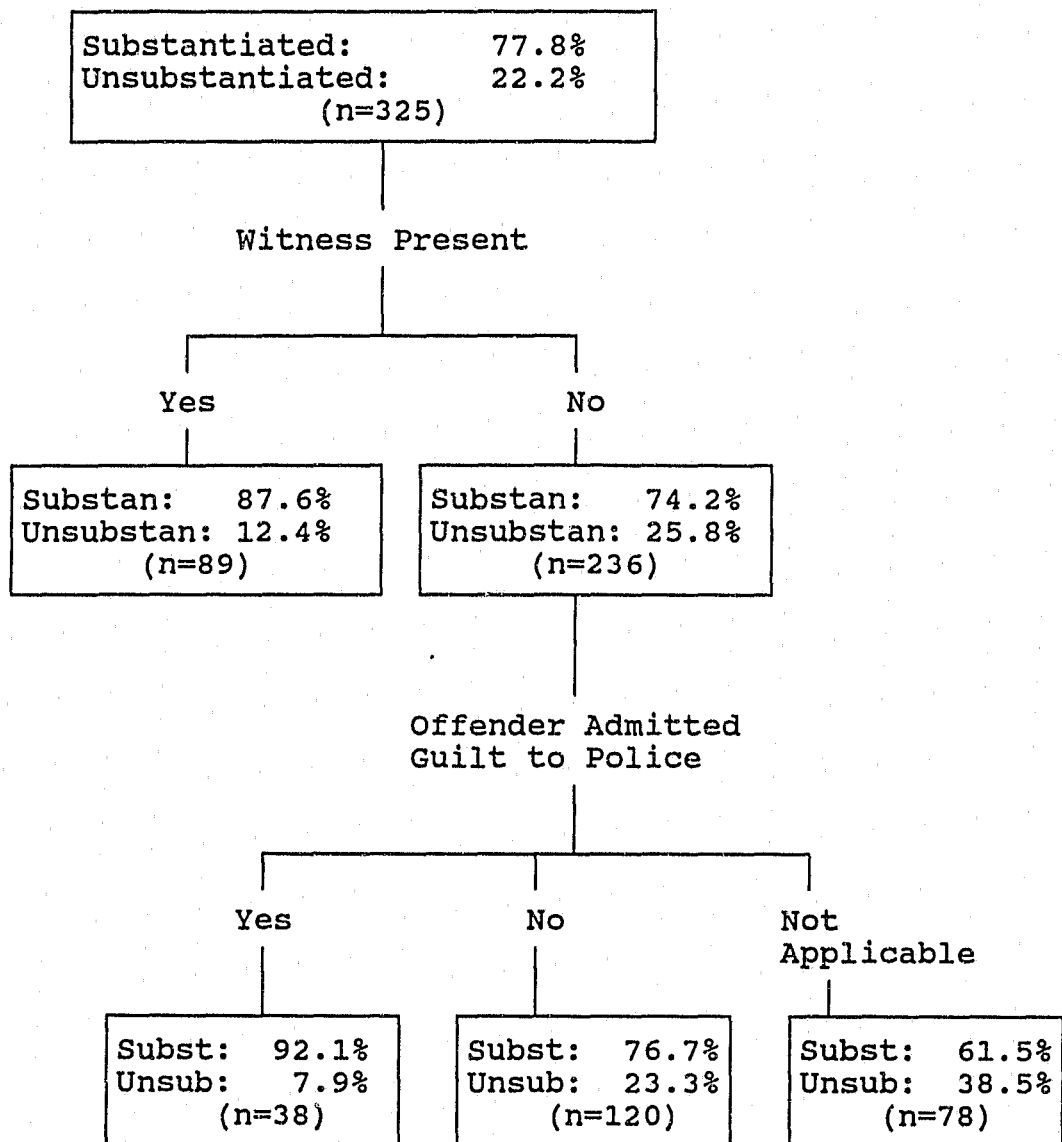 Substantiated: 77.8%
Unsubstantiated: 22.2%
(n=325)
Witness Present
Yes
No
Substan: 87.6%
Unsubstan: 12.4%
(n=89)
Substan: 74.2%
Unsubstan: 25.8%
(n=236)
Offender Admitted
Guilt to Police
Yes
No
Not
Applicable
Subst: 92.1%
Unsub: 7.9%
(n=38)
Subst: 76.7%
Unsub: 23.3%
(n=120)
Subst: 61.5%
Unsub: 38.5%
(n=78)